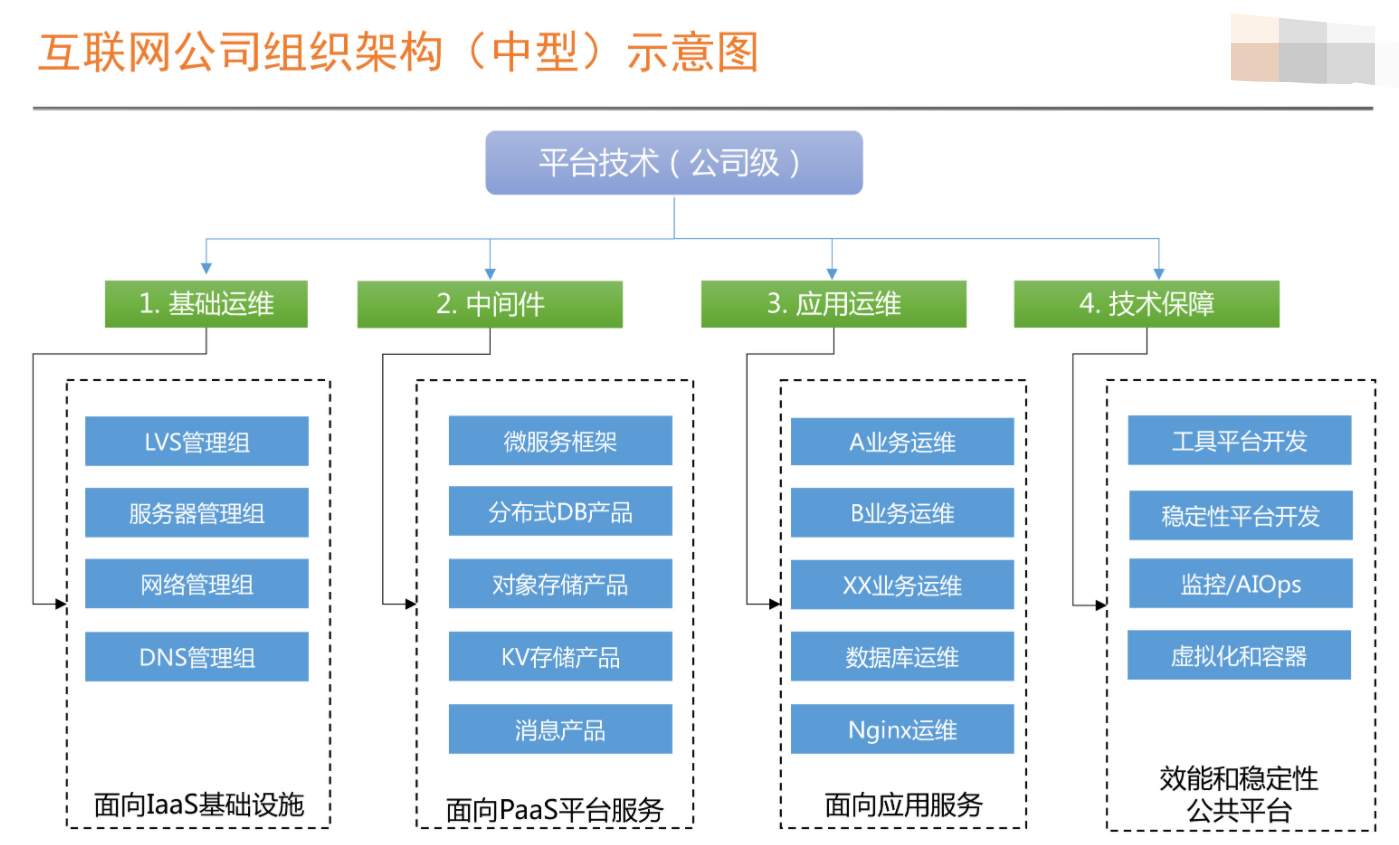 互联网公司组织架构（中型）示意图
平台技术（公司级）
1. 基础运维
2. 中间件
3. 应用运维
4. 技术保障
LVS管理组
服务器管理组
网络管理组
DNS管理组
面向IaaS基础设施
微服务框架
分布式DB产品
对象存储产品
KV存储产品
消息产品
面向PaaS平台服务
A业务运维
B业务运维
XX业务运维
数据库运维
Nginx运维
面向应用服务
工具平台开发
稳定性平台开发
监控/AIOps
虚拟化和容器
效能和稳定性
公共平台